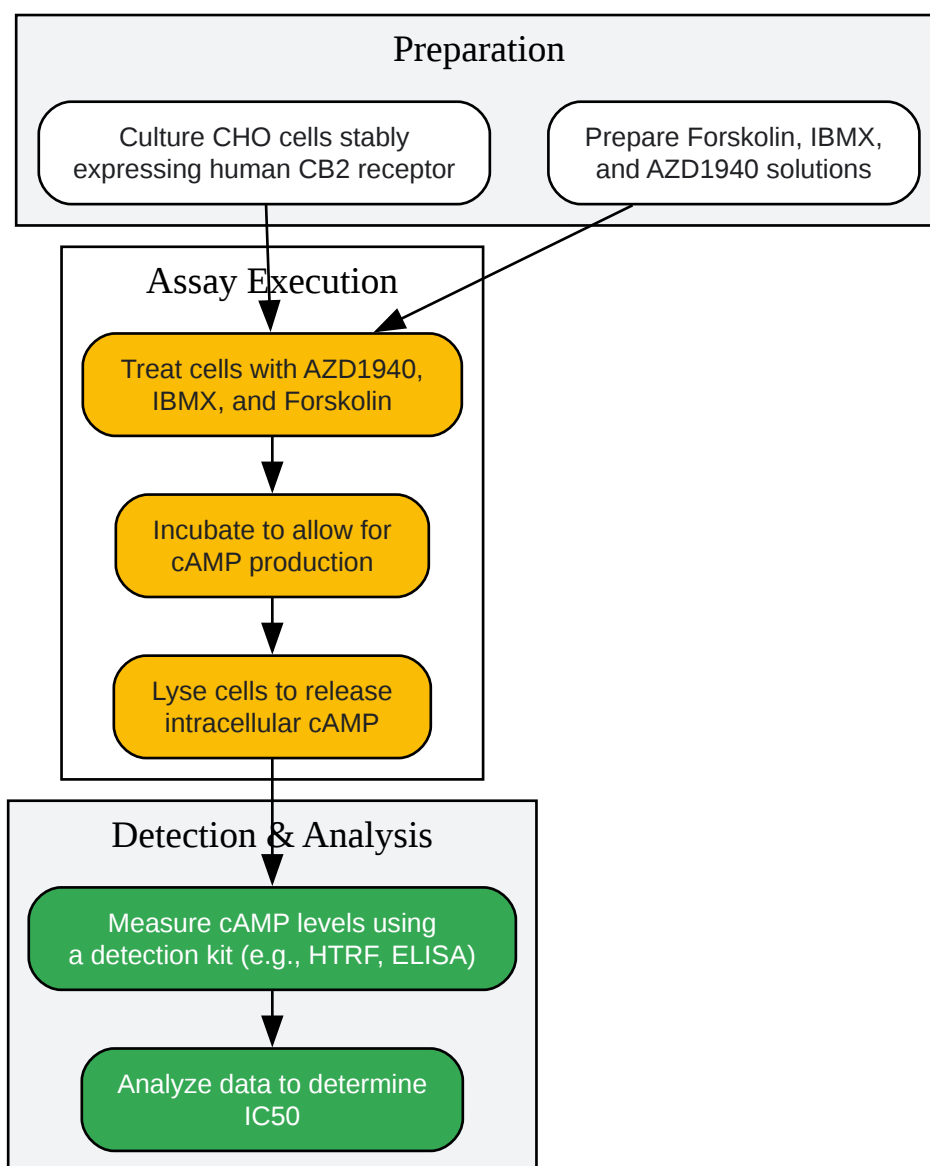 Preparation
Culture CHO cells stably
expressing human CB2 receptor
Prepare Forskolin, IBMX,
and AZD1940 solutions
Assay Execution
Treat cells with AZD1940,
IBMX, and Forskolin
Incubate to allow for
cAMP production
Lyse cells to release
intracellular cAMP
Detection & Analysis
Measure cAMP levels using
a detection kit (e.g., HTRF, ELISA)
Analyze data to determine
IC50